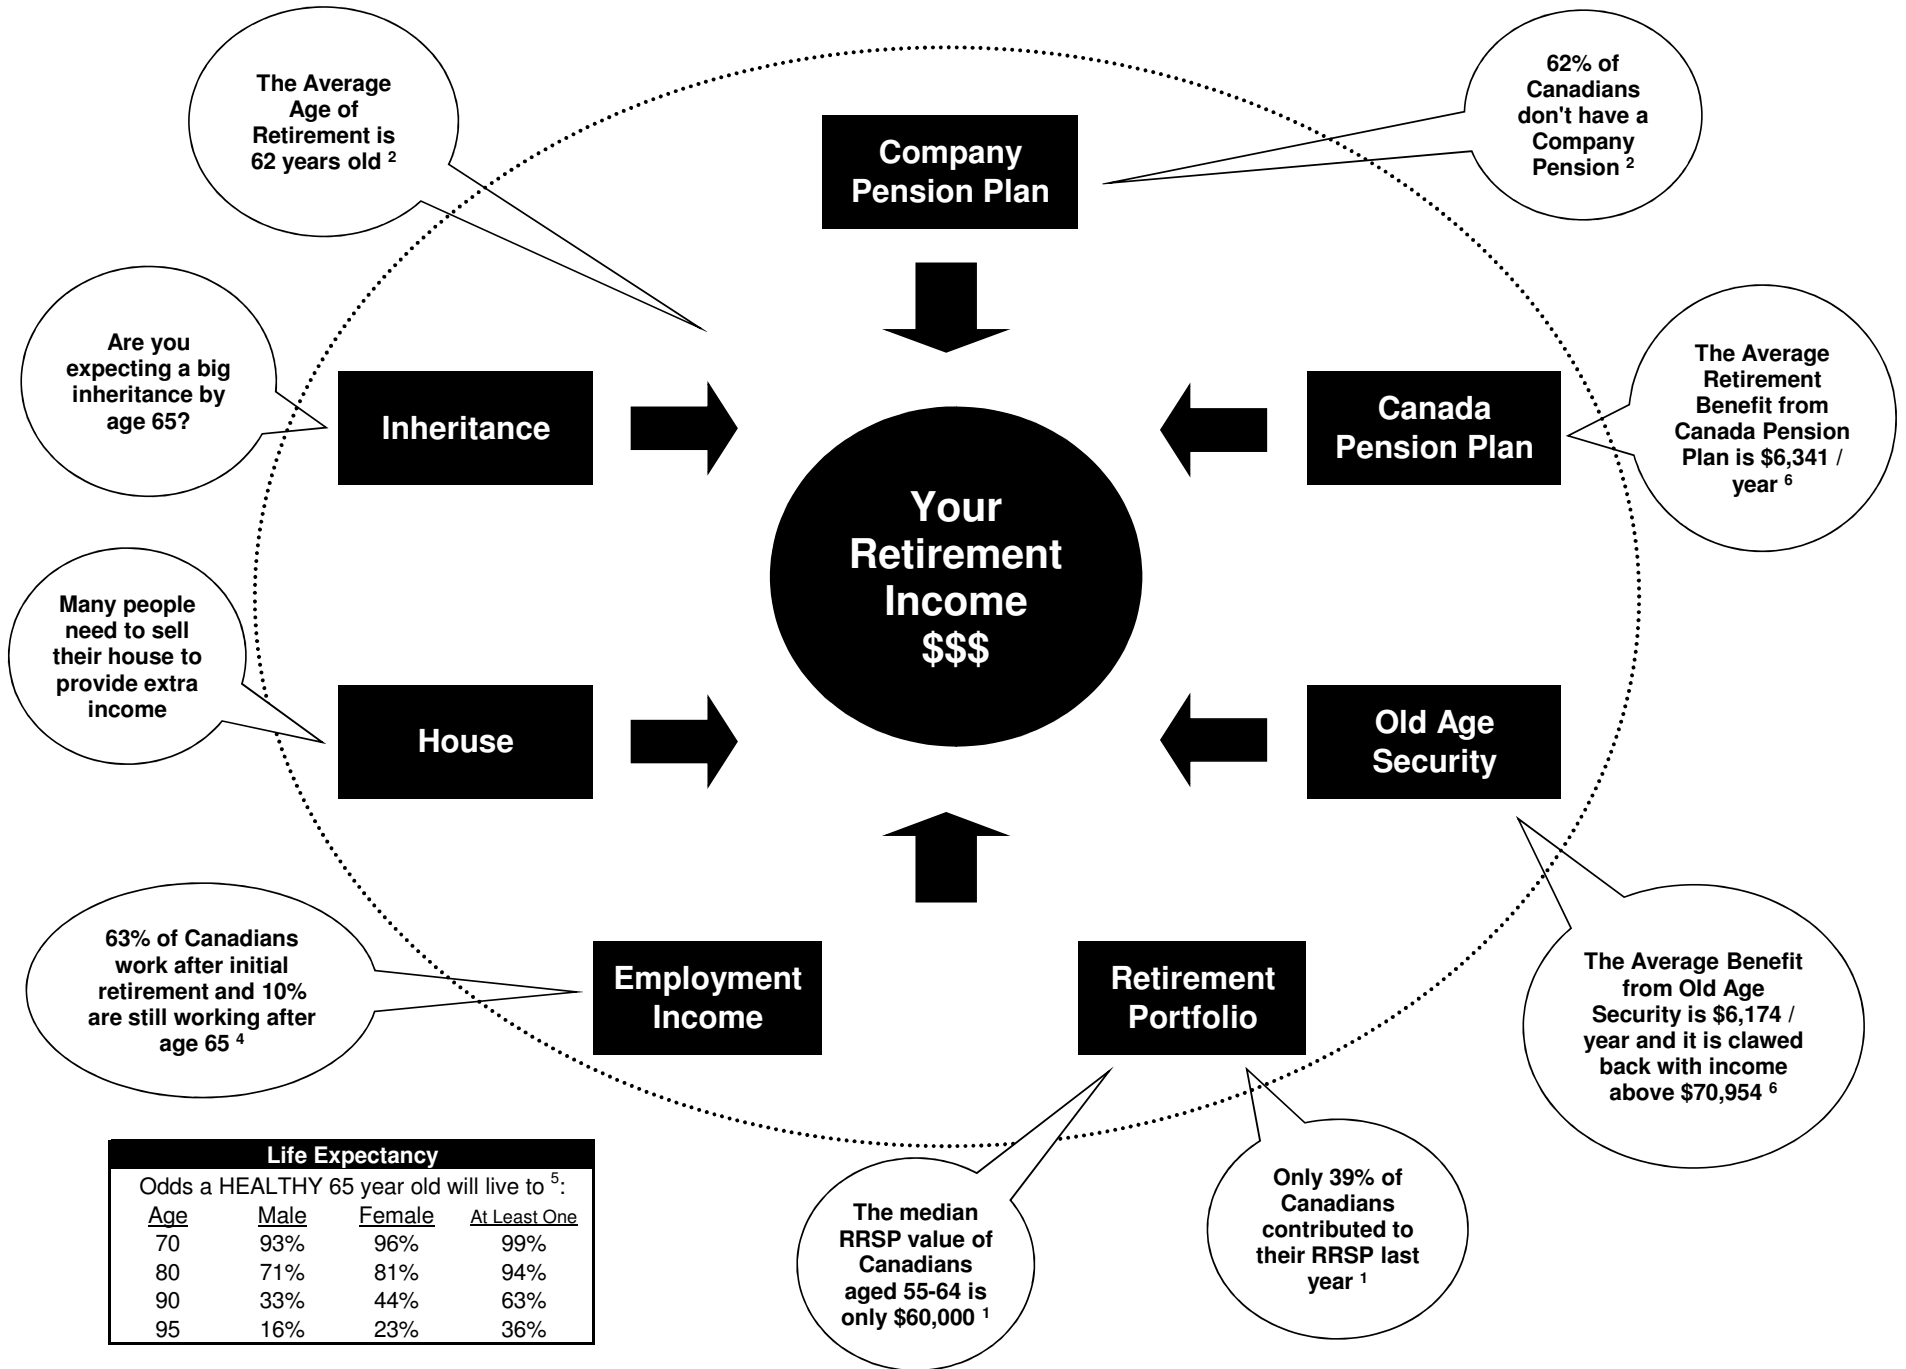 The Average
Age of
Retirement is
62 years old ²
Company
Pension Plan
62% of
Canadians
don't have a
Company
Pension ²
Are you
expecting a big
inheritance by
age 65?
Inheritance
Canada
Pension Plan
The Average
Retirement
Benefit from
Canada Pension
Plan is $6,341 /
year ⁶
Your
Retirement
Income
$$$
Many people
need to sell
their house to
provide extra
income
House
Old Age
Security
63% of Canadians
work after initial
retirement and 10%
are still working after
age 65 ⁴
Employment
Income
Retirement
Portfolio
The Average Benefit
from Old Age
Security is $6,174 /
year and it is clawed
back with income
above $70,954 ⁶
Life Expectancy
Odds a HEALTHY 65 year old will live to ⁵:
Age Male Female At Least One
70 93% 96% 99%
80 71% 81% 94%
90 33% 44% 63%
95 16% 23% 36%
The median
RRSP value of
Canadians
aged 55-64 is
only $60,000 ¹
Only 39% of
Canadians
contributed to
their RRSP last
year ¹